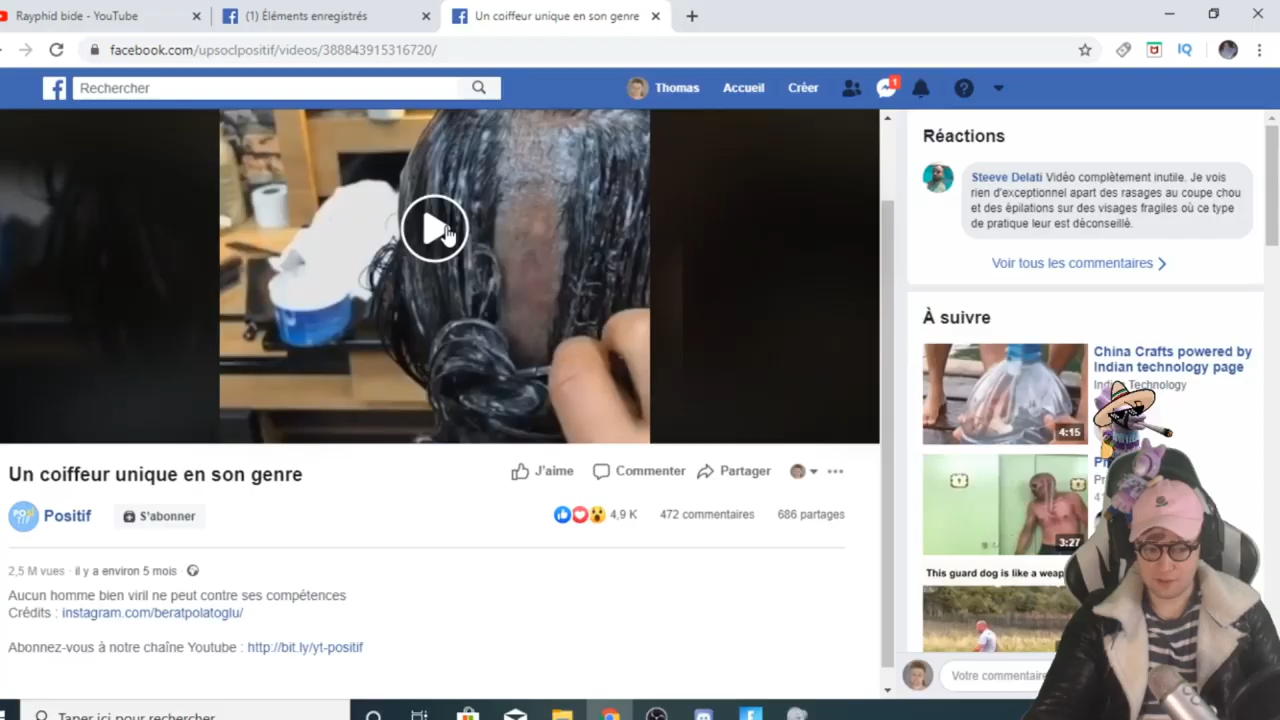 Rayphid bide - YouTube
(1) Éléments enregistrés
Un coiffeur unique en son genre
facebook.com/upsoclpositif/videos/388843915316720/
IQ
Rechercher
Thomas
Accueil
Créer
1
Réactions
Steeve Delati Vidéo complètement inutile. Je vois
rien d'exceptionnel apart des rasages au coupe chou
et des épilations sur des visages fragiles où ce type
de pratique leur est déconseillé.
Voir tous les commentaires
À suivre
China Crafts powered by
Indian technology page
Technology
4:15
3:27
This guard dog is like a weap
Un coiffeur unique en son genre
J'aime
Commenter
Partager
Positif
S'abonner
4,9 K
472 commentaires
686 partages
2,5 M vues · il y a environ 5 mois
Aucun homme bien viril ne peut contre ses compétences
Crédits : instagram.com/beratpolatoglu/
Abonnez-vous à notre chaîne Youtube : http://bit.ly/yt-positif
Votre commentaire
Taper ici pour rechercher